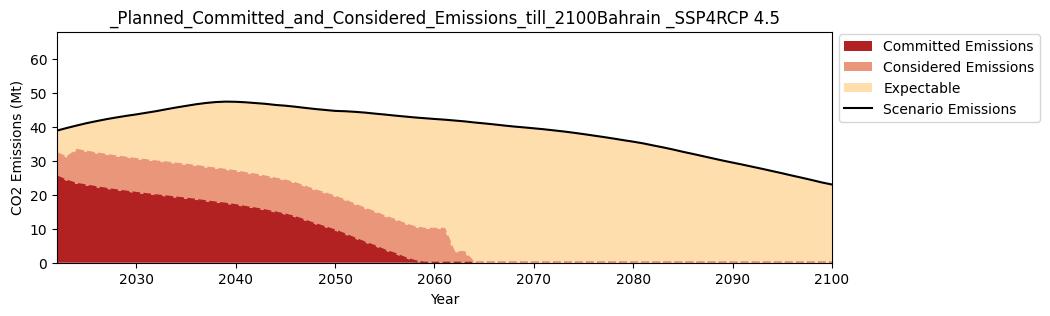 _Planned_Committed_and_Considered_Emissions_till_2100Bahrain _SSP4RCP 4.5
CO2 Emissions (Mt)
60
50
40
30
20
10
0
2030 2040 2050 2060 2070 2080 2090 2100
Year
Committed Emissions
Considered Emissions
Expectable
Scenario Emissions